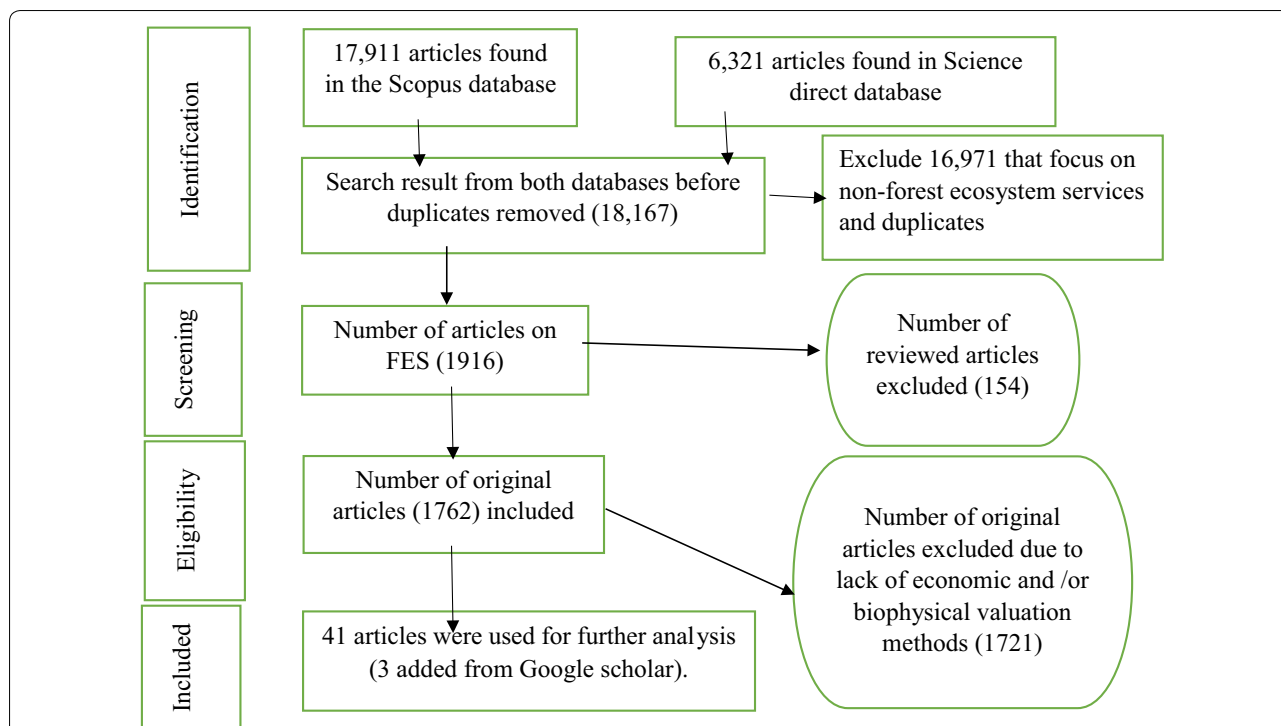 Identification
17,911 articles found
in the Scopus database
6,321 articles found in Science
direct database
Search result from both databases before
duplicates removed (18,167)
Exclude 16,971 that focus on
non-forest ecosystem services
and duplicates
Screening
Number of articles on
FES (1916)
Number of
reviewed articles
excluded (154)
Eligibility
Number of original
articles (1762) included
Number of original
articles excluded due to
lack of economic and /or
biophysical valuation
methods (1721)
Included
41 articles were used for further analysis
(3 added from Google scholar).